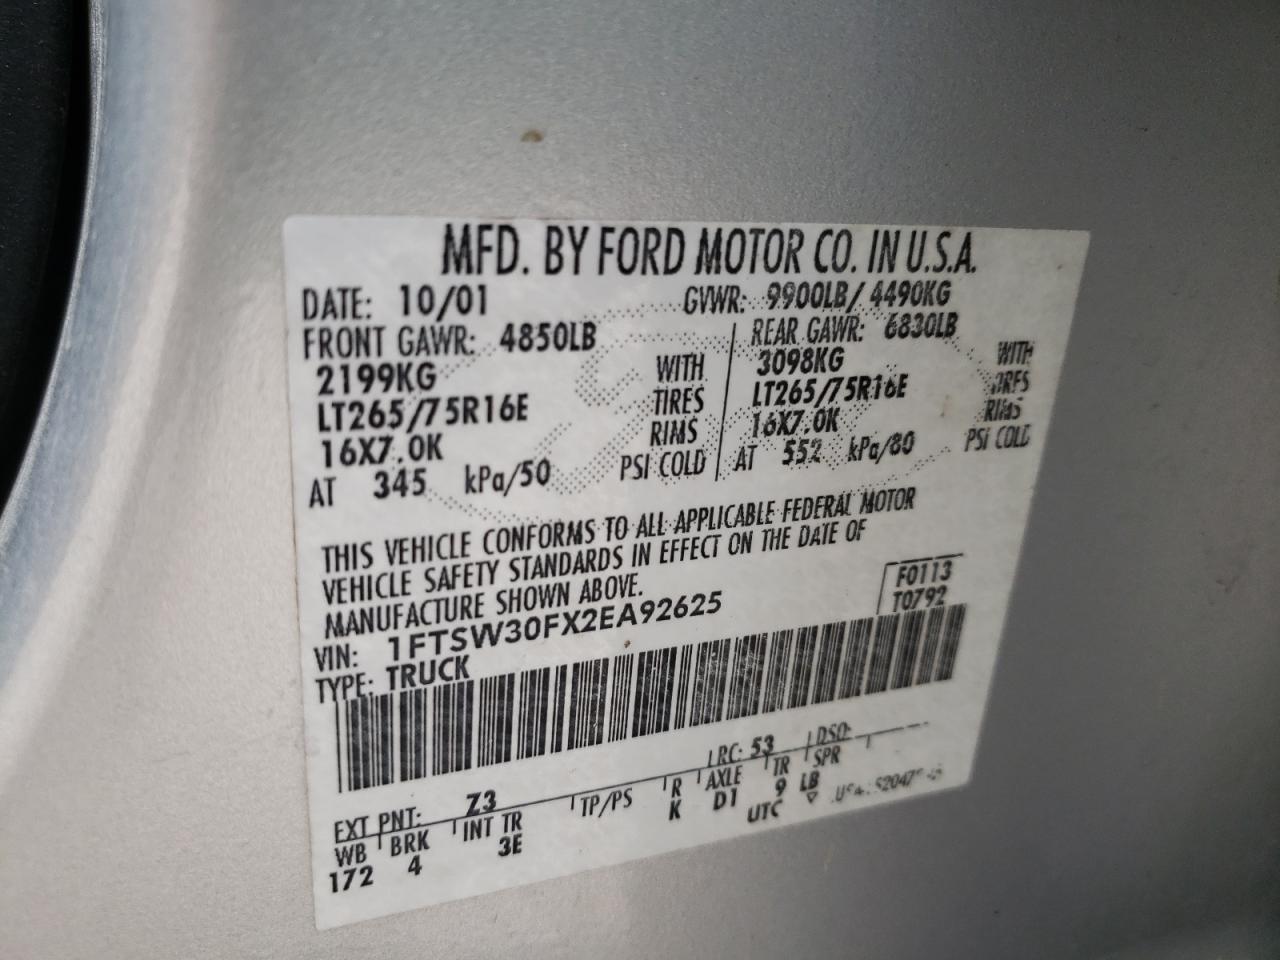 MFD. BY FORD MOTOR CO. IN U.S.A.
DATE: 10/01 GVWR: 9900LB/ 4490KG
FRONT GAWR: 4850LB REAR GAWR: 6830LB
2199KG WITH 3098KG WITH
LT265/75R16E TIRES LT265/75R16E TIRES
16X7.0K RIMS 16X7.0K RIMS
AT 345 kPa/50 PSI COLD AT 552 kPa/80 PSI COLD
THIS VEHICLE CONFORMS TO ALL APPLICABLE FEDERAL MOTOR
VEHICLE SAFETY STANDARDS IN EFFECT ON THE DATE OF
MANUFACTURE SHOWN ABOVE.
F0113
T0792
VIN: 1FTSW30FX2EA92625
TYPE: TRUCK
EXT PNT: Z3 RC: 53 DSO:
WB BRK INT TR TP/PS R AXLE TR SPR
172 4 3E K D1 9 LB
UTC